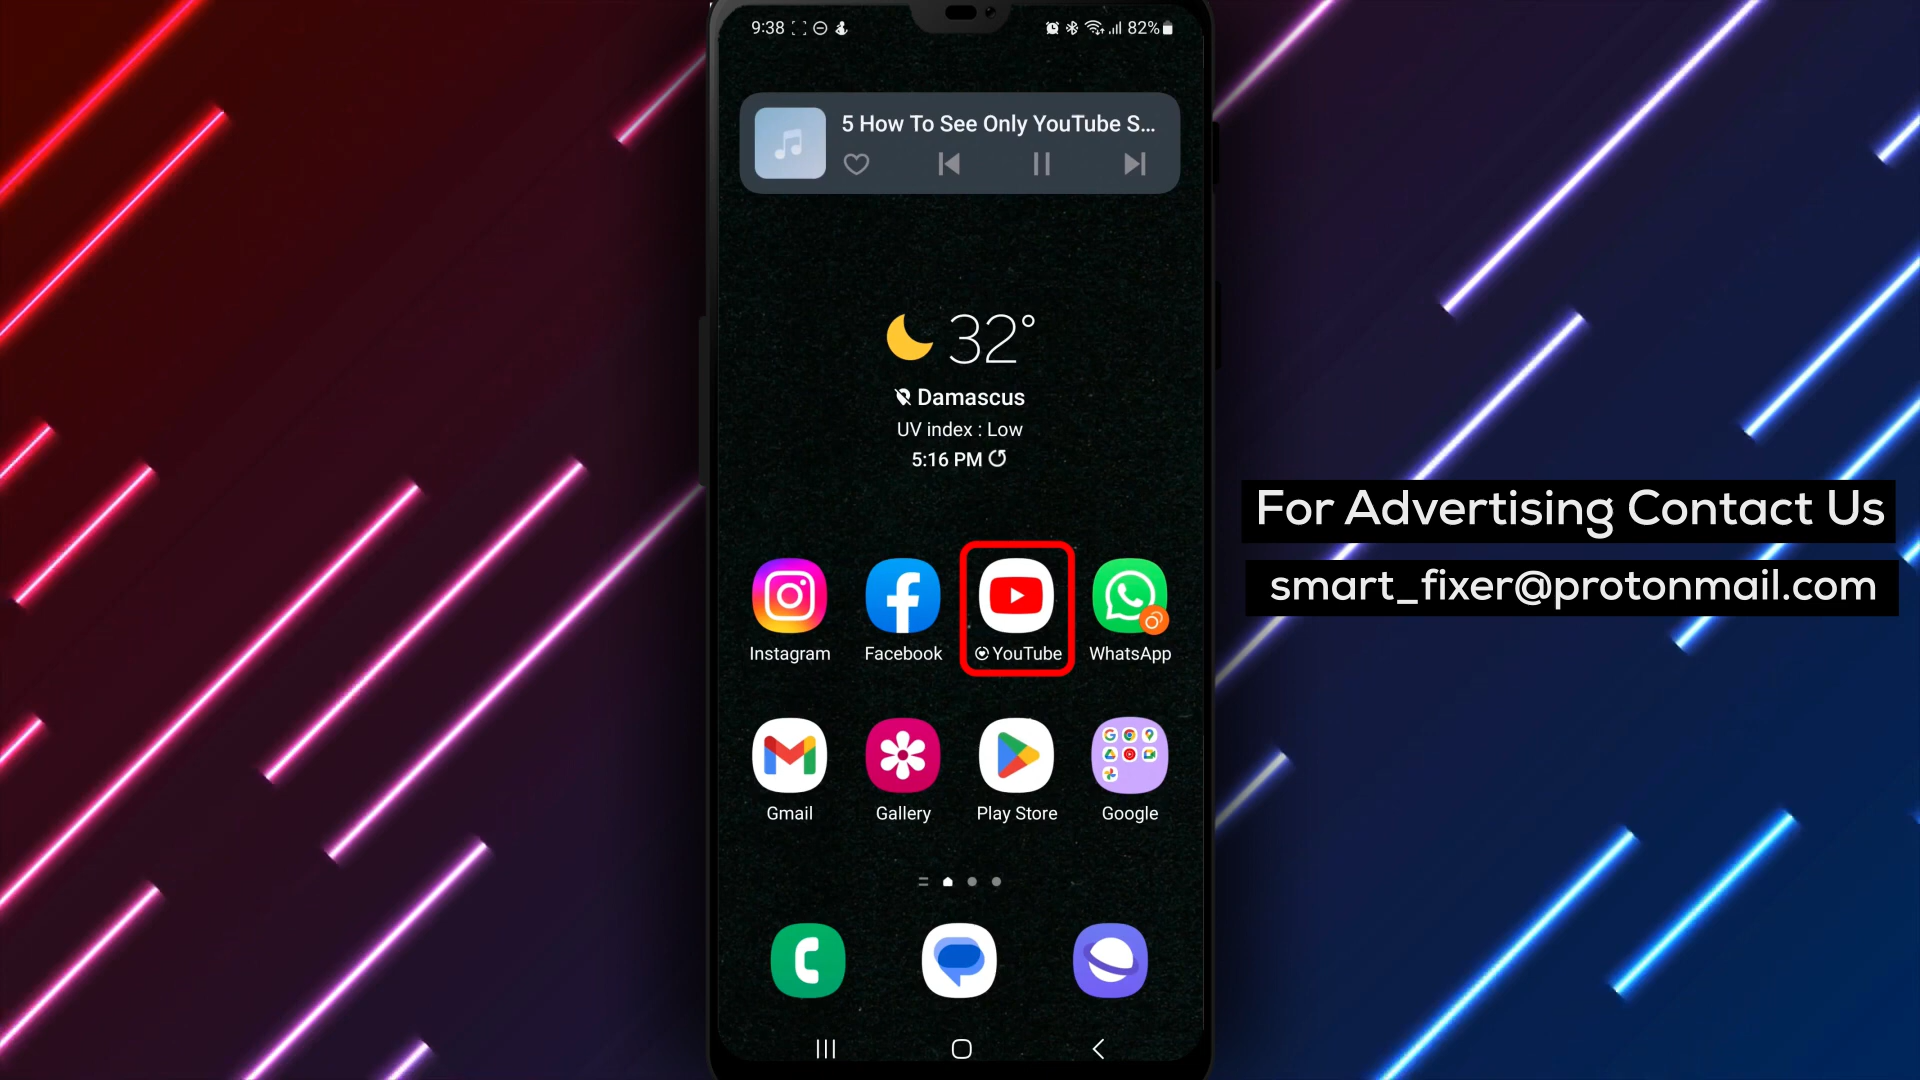 9:38
82%
5 How To See Only YouTube S...
32°
Damascus
UV index : Low
5:16 PM
For Advertising Contact Us
smart_fixer@protonmail.com
Instagram
Facebook
YouTube
WhatsApp
Gmail
Gallery
Play Store
Google